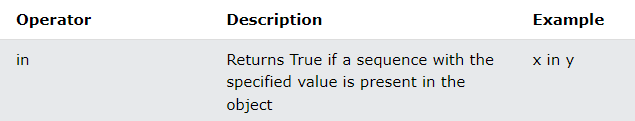 Operator Description Example
in Returns True if a sequence with the x in y
specified value is present in the
object